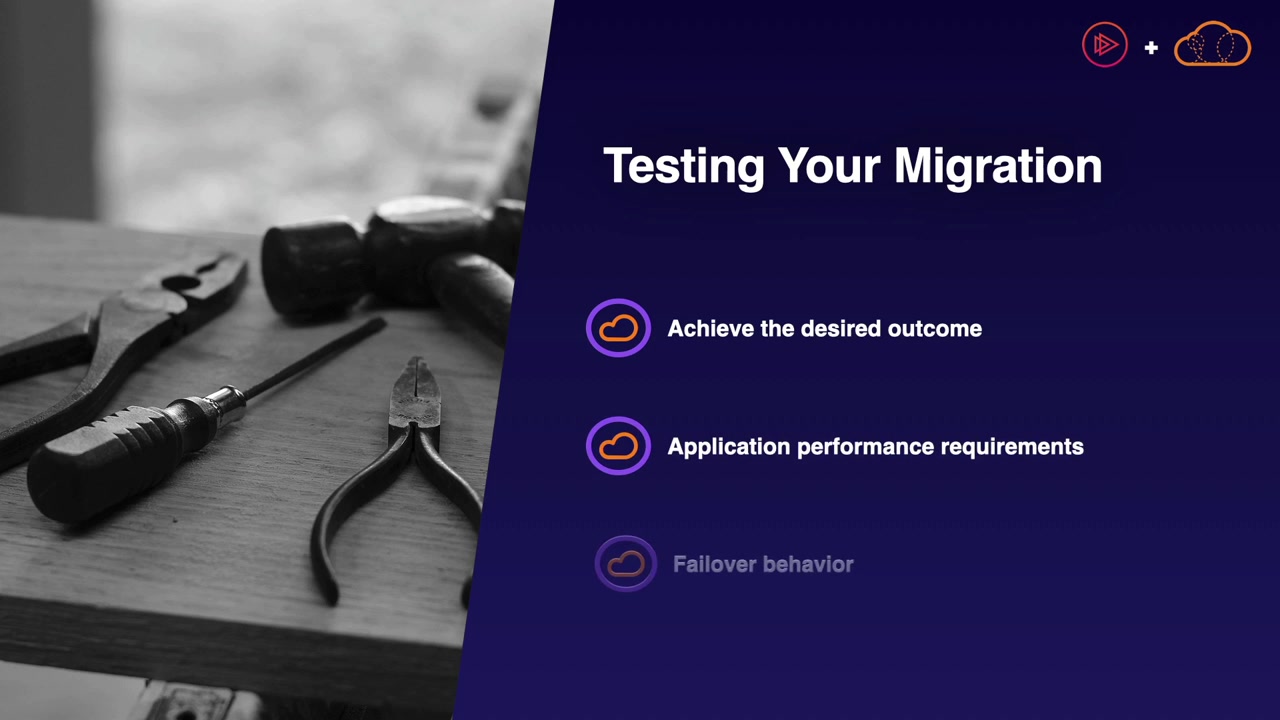 +
Testing Your Migration
Achieve the desired outcome
Application performance requirements
Failover behavior